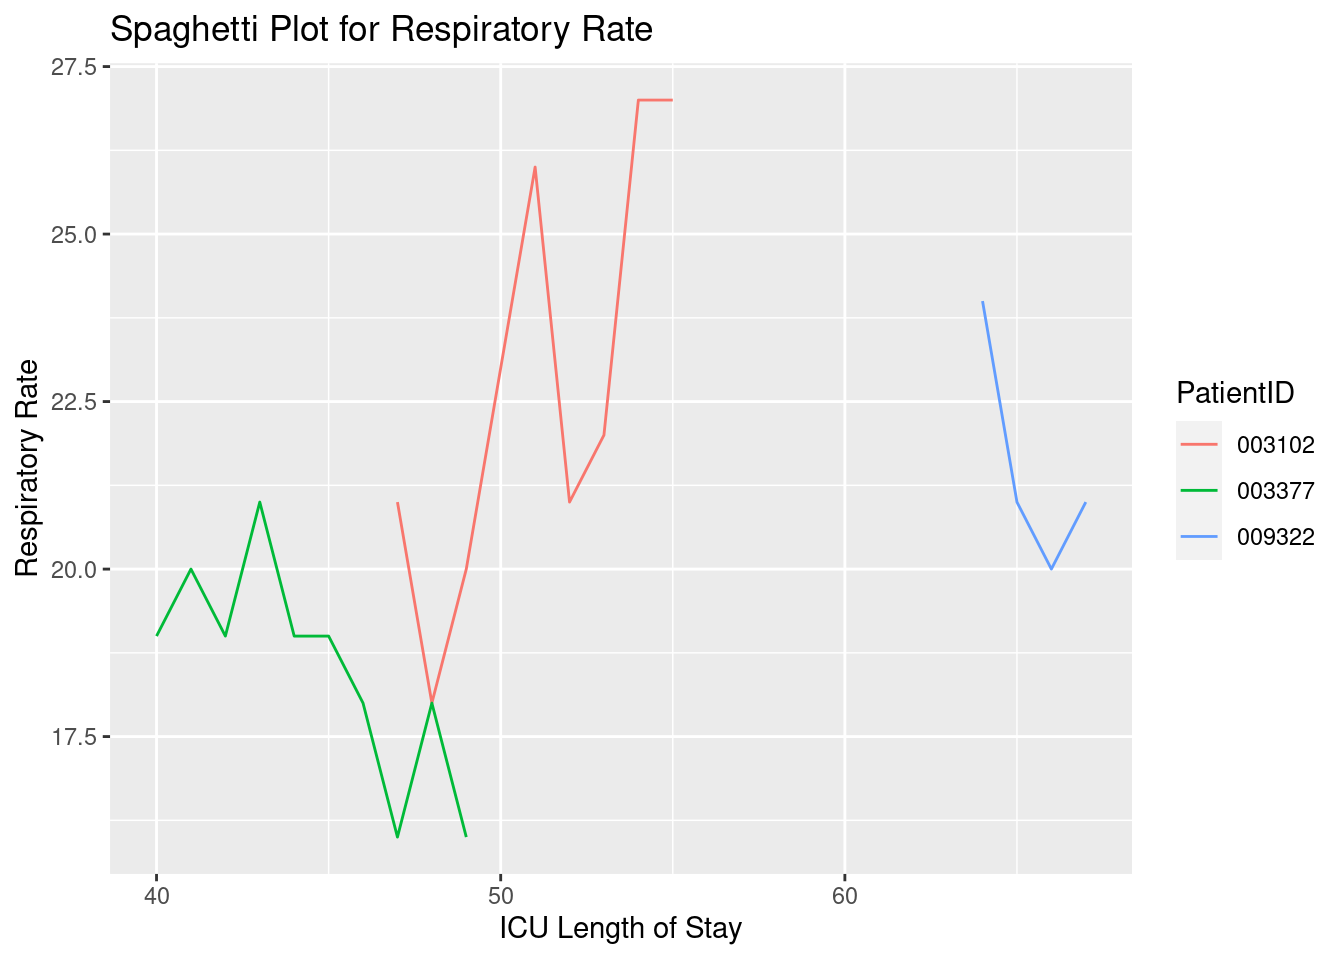 Spaghetti Plot for Respiratory Rate
27.5
25.0
22.5
20.0
17.5
Respiratory Rate
40 50 60
ICU Length of Stay
PatientID
003102
003377
009322